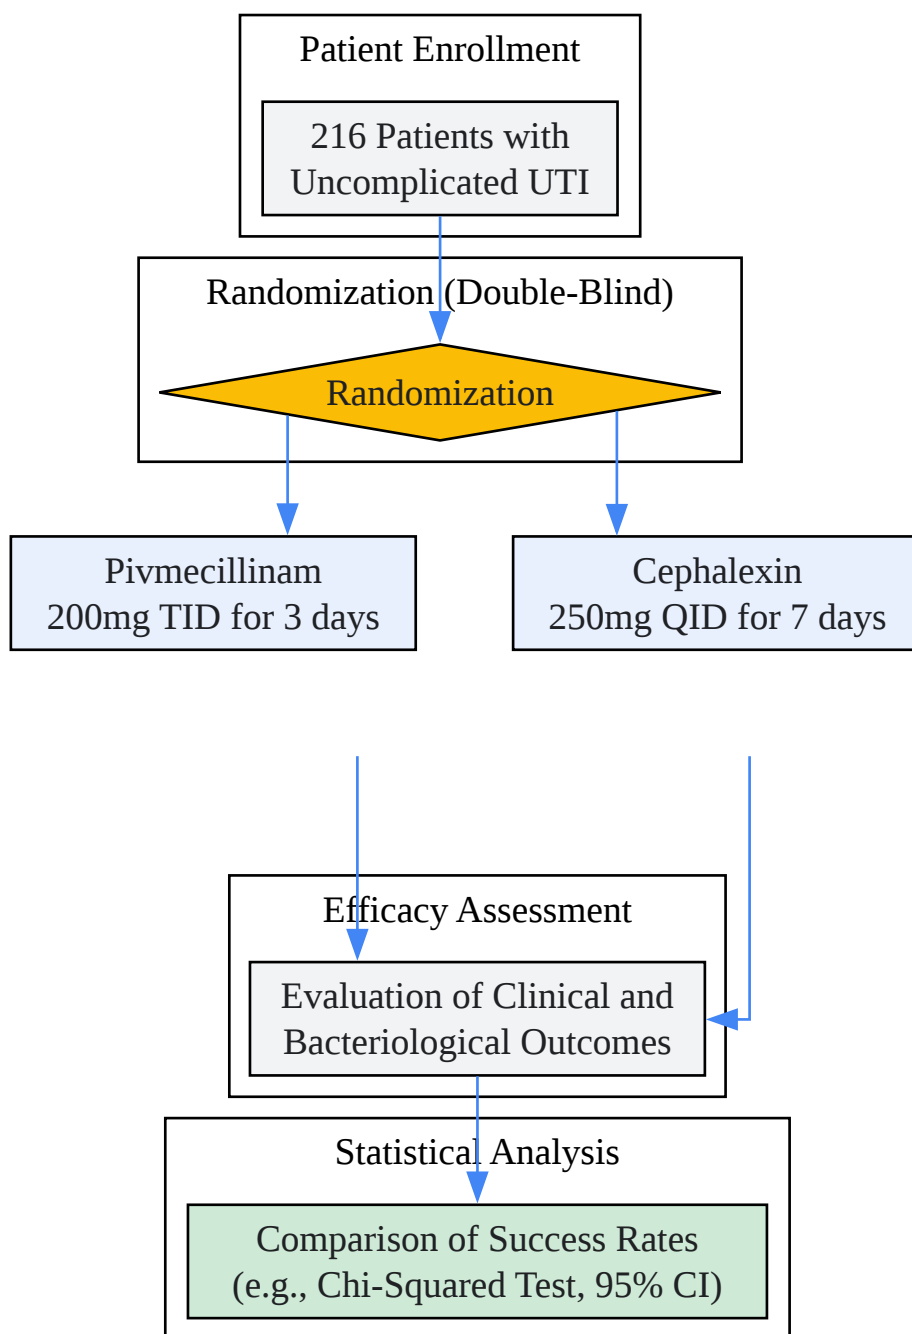 Patient Enrollment
216 Patients with
Uncomplicated UTI
Randomization (Double-Blind)
Randomization
Pivmecillinam
200mg TID for 3 days
Cephalexin
250mg QID for 7 days
Efficacy Assessment
Evaluation of Clinical and
Bacteriological Outcomes
Statistical Analysis
Comparison of Success Rates
(e.g., Chi-Squared Test, 95% CI)